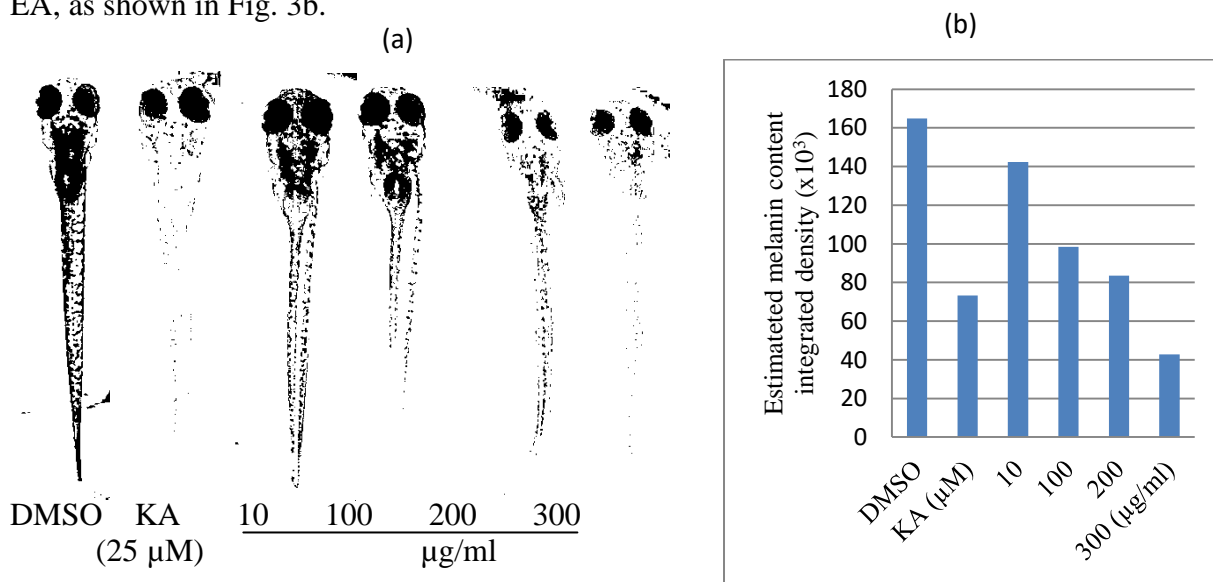 EA, as shown in Fig. 3b.
(a)
DMSO KA 10 100 200 300
(25 µM) µg/ml
(b)
Estimateted melanin content
integrated density (x10³)
180
160
140
120
100
80
60
40
20
0
DMSO
KA (µM)
10
100
200
300 (µg/ml)